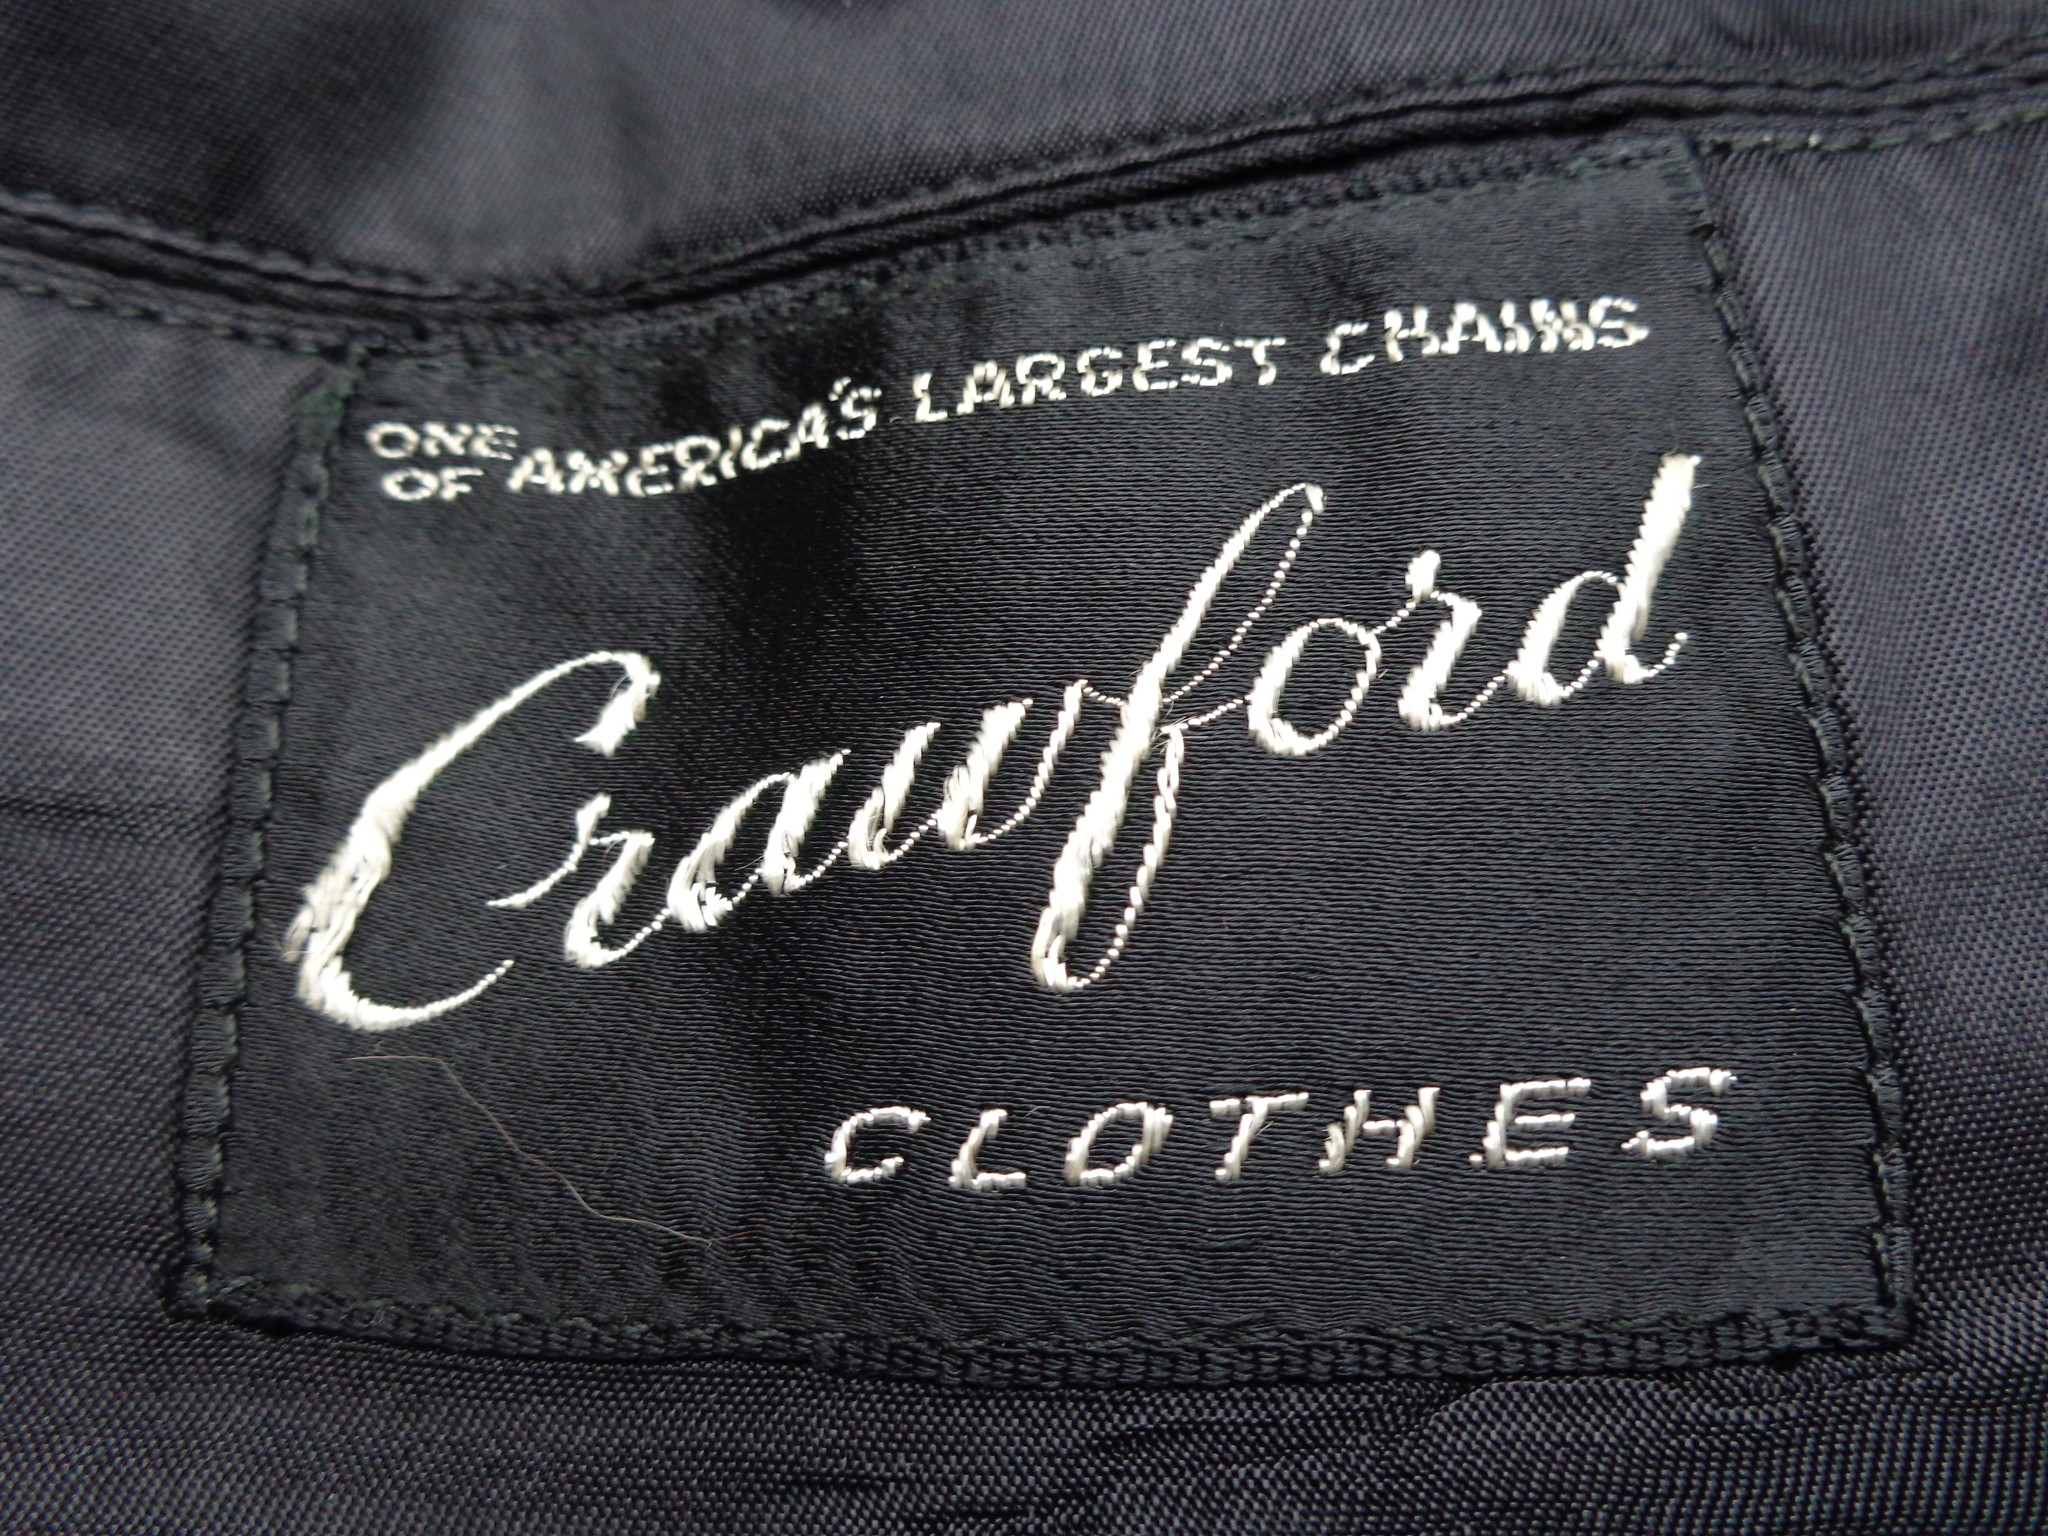 ONE
OF AMERICA'S LARGEST CHAINS
Crawford
CLOTHES